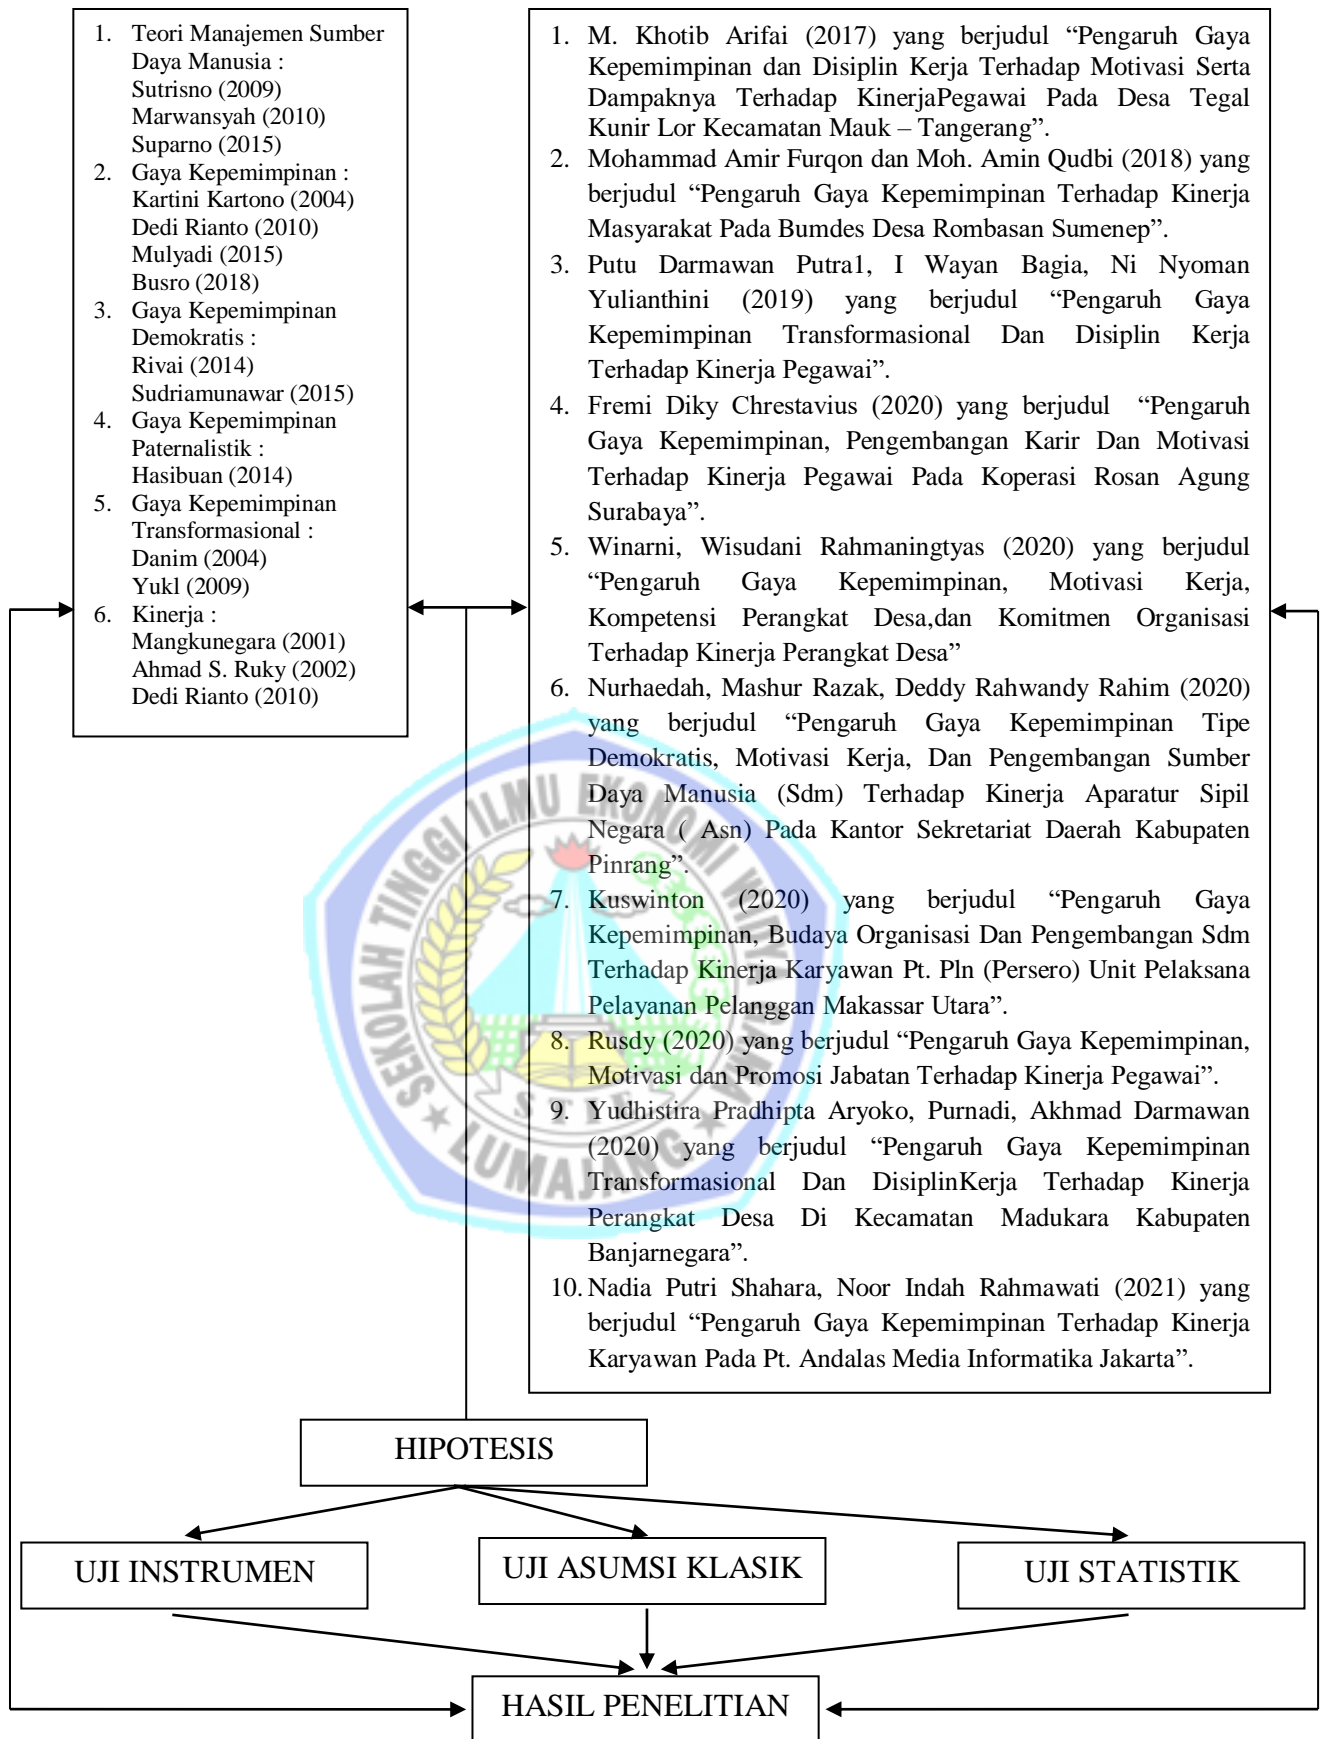 1. Teori Manajemen Sumber
Daya Manusia :
Sutrisno (2009)
Marwansyah (2010)
Suparno (2015)
2. Gaya Kepemimpinan :
Kartini Kartono (2004)
Dedi Rianto (2010)
Mulyadi (2015)
Busro (2018)
3. Gaya Kepemimpinan
Demokratis :
Rivai (2014)
Sudriamunawar (2015)
4. Gaya Kepemimpinan
Paternalistik :
Hasibuan (2014)
5. Gaya Kepemimpinan
Transformasional :
Danim (2004)
Yukl (2009)
6. Kinerja :
Mangkunegara (2001)
Ahmad S. Ruky (2002)
Dedi Rianto (2010)
1. M. Khotib Arifai (2017) yang berjudul “Pengaruh Gaya
Kepemimpinan dan Disiplin Kerja Terhadap Motivasi Serta
Dampaknya Terhadap KinerjaPegawai Pada Desa Tegal
Kunir Lor Kecamatan Mauk – Tangerang”.
2. Mohammad Amir Furqon dan Moh. Amin Qudbi (2018) yang
berjudul “Pengaruh Gaya Kepemimpinan Terhadap Kinerja
Masyarakat Pada Bumdes Desa Rombasan Sumenep”.
3. Putu Darmawan Putra1, I Wayan Bagia, Ni Nyoman
Yulianthini (2019) yang berjudul “Pengaruh Gaya
Kepemimpinan Transformasional Dan Disiplin Kerja
Terhadap Kinerja Pegawai”.
4. Fremi Diky Chrestavius (2020) yang berjudul “Pengaruh
Gaya Kepemimpinan, Pengembangan Karir Dan Motivasi
Terhadap Kinerja Pegawai Pada Koperasi Rosan Agung
Surabaya”.
5. Winarni, Wisudani Rahmaningtyas (2020) yang berjudul
“Pengaruh Gaya Kepemimpinan, Motivasi Kerja,
Kompetensi Perangkat Desa,dan Komitmen Organisasi
Terhadap Kinerja Perangkat Desa”
6. Nurhaedah, Mashur Razak, Deddy Rahwandy Rahim (2020)
yang berjudul “Pengaruh Gaya Kepemimpinan Tipe
Demokratis, Motivasi Kerja, Dan Pengembangan Sumber
Daya Manusia (Sdm) Terhadap Kinerja Aparatur Sipil
Negara ( Asn) Pada Kantor Sekretariat Daerah Kabupaten
Pinrang”.
7. Kuswinton (2020) yang berjudul “Pengaruh Gaya
Kepemimpinan, Budaya Organisasi Dan Pengembangan Sdm
Terhadap Kinerja Karyawan Pt. Pln (Persero) Unit Pelaksana
Pelayanan Pelanggan Makassar Utara”.
8. Rusdy (2020) yang berjudul “Pengaruh Gaya Kepemimpinan,
Motivasi dan Promosi Jabatan Terhadap Kinerja Pegawai”.
9. Yudhistira Pradhipta Aryoko, Purnadi, Akhmad Darmawan
(2020) yang berjudul “Pengaruh Gaya Kepemimpinan
Transformasional Dan DisiplinKerja Terhadap Kinerja
Perangkat Desa Di Kecamatan Madukara Kabupaten
Banjarnegara”.
10. Nadia Putri Shahara, Noor Indah Rahmawati (2021) yang
berjudul “Pengaruh Gaya Kepemimpinan Terhadap Kinerja
Karyawan Pada Pt. Andalas Media Informatika Jakarta”.
SEKOLAH TINGGI ILMU EKONOMI WIDYA GAMA
STIE
LUMAJANG
HIPOTESIS
UJI INSTRUMEN
UJI ASUMSI KLASIK
UJI STATISTIK
HASIL PENELITIAN